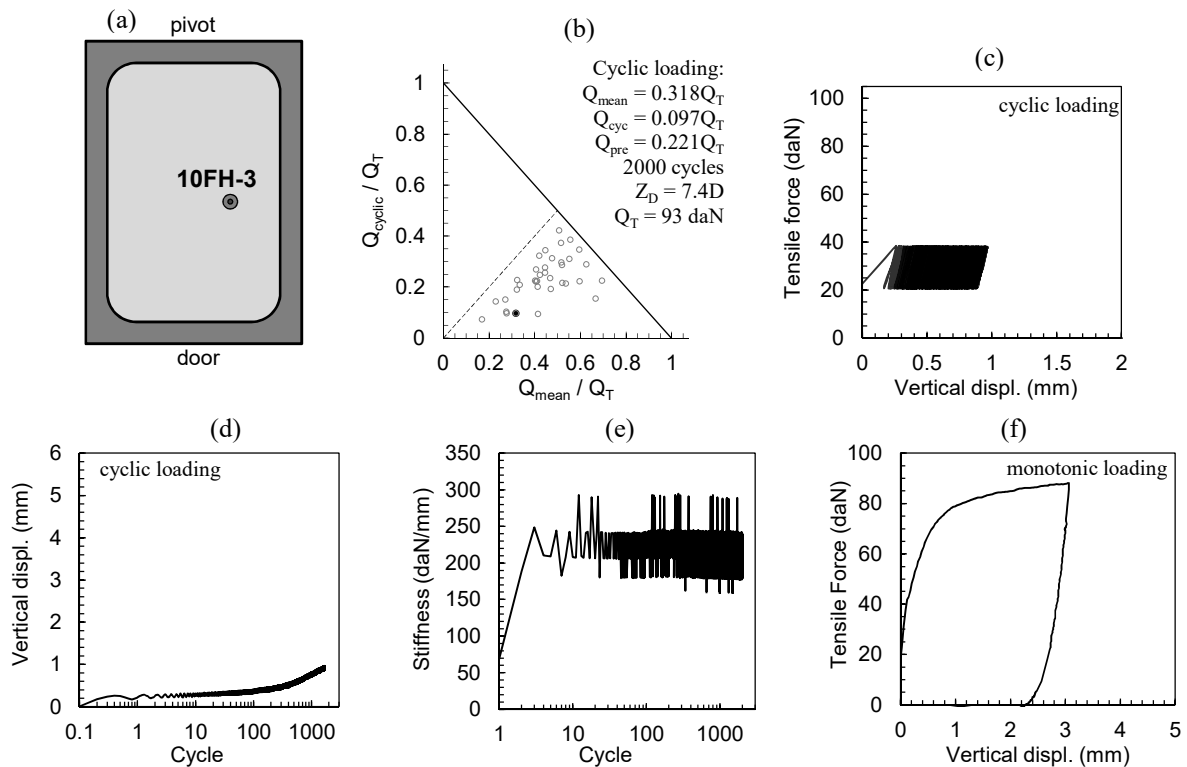 (a)
pivot
10FH-3
door
(b)
Cyclic loading:
Q_mean = 0.318Q_T
Q_cyc = 0.097Q_T
Q_pre = 0.221Q_T
2000 cycles
Z_D = 7.4D
Q_T = 93 daN
Q_cyclic / Q_T
1
0.8
0.6
0.4
0.2
0
0 0.2 0.4 0.6 0.8 1
Q_mean / Q_T
(c)
cyclic loading
Tensile force (daN)
100
80
60
40
20
0
0 0.5 1 1.5 2
Vertical displ. (mm)
(d)
cyclic loading
Vertical displ. (mm)
6
5
4
3
2
1
0
0.1 1 10 100 1000
Cycle
(e)
Stiffness (daN/mm)
350
300
250
200
150
100
50
0
1 10 100 1000
Cycle
(f)
monotonic loading
Tensile Force (daN)
100
80
60
40
20
0
0 1 2 3 4 5
Vertical displ. (mm)